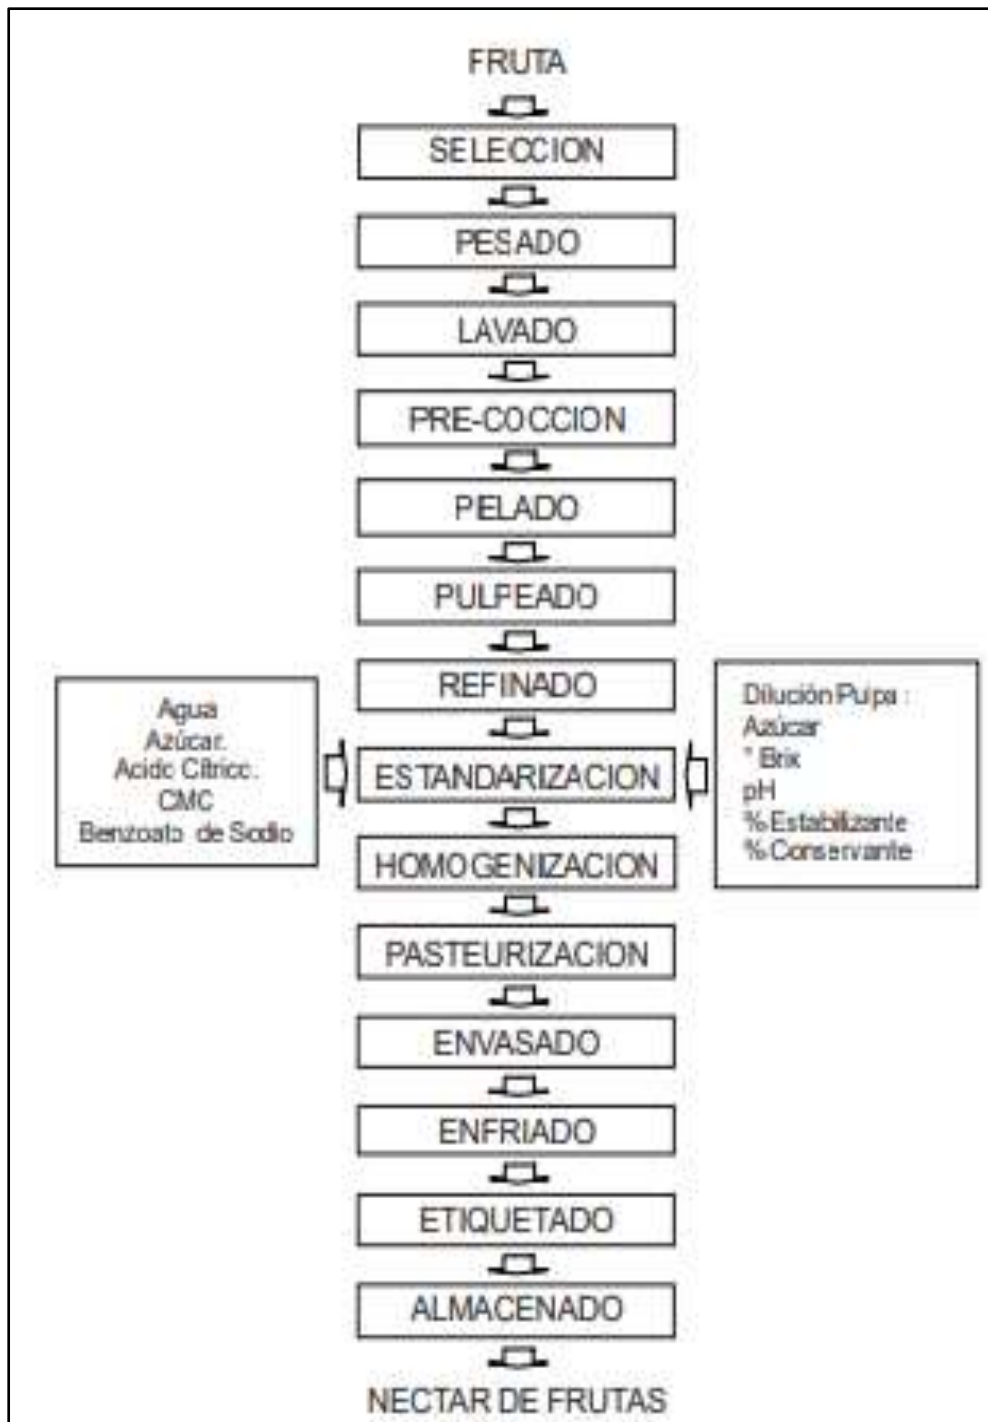 FRUTA
SELECCION
PESADO
LAVADO
PRE-COCCION
PELADO
PULPEADO
REFINADO
Agua
Azúcar.
Acido Cítrico.
CMC
Benzoato de Sodio
ESTANDARIZACION
Dilución Pulpa :
Azúcar
° Brix
pH
% Estabilizante
% Conservante
HOMOGENIZACION
PASTEURIZACION
ENVASADO
ENFRIADO
ETIQUETADO
ALMACENADO
NECTAR DE FRUTAS